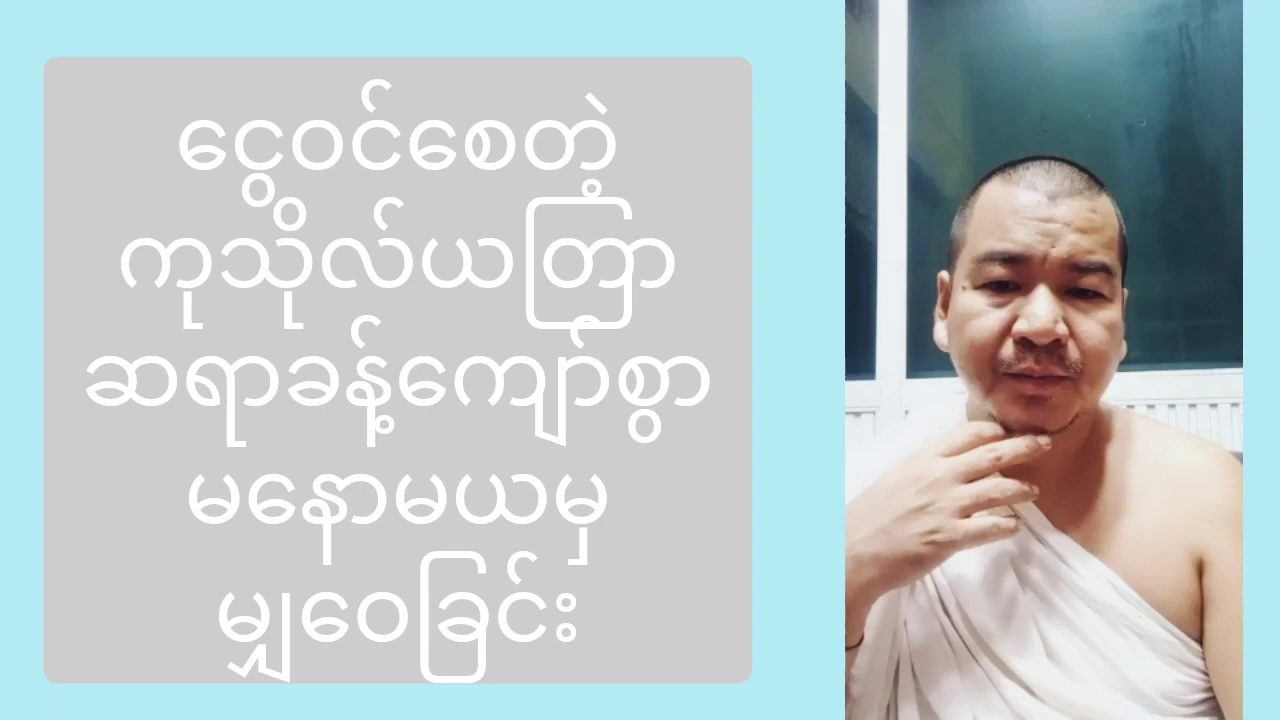 ငွေဝင်စေတဲ့
ကုသိုလ်ယတြာ
ဆရာခန့်ကျော်စွာ
မနောမယမှ
မျှဝေခြင်း